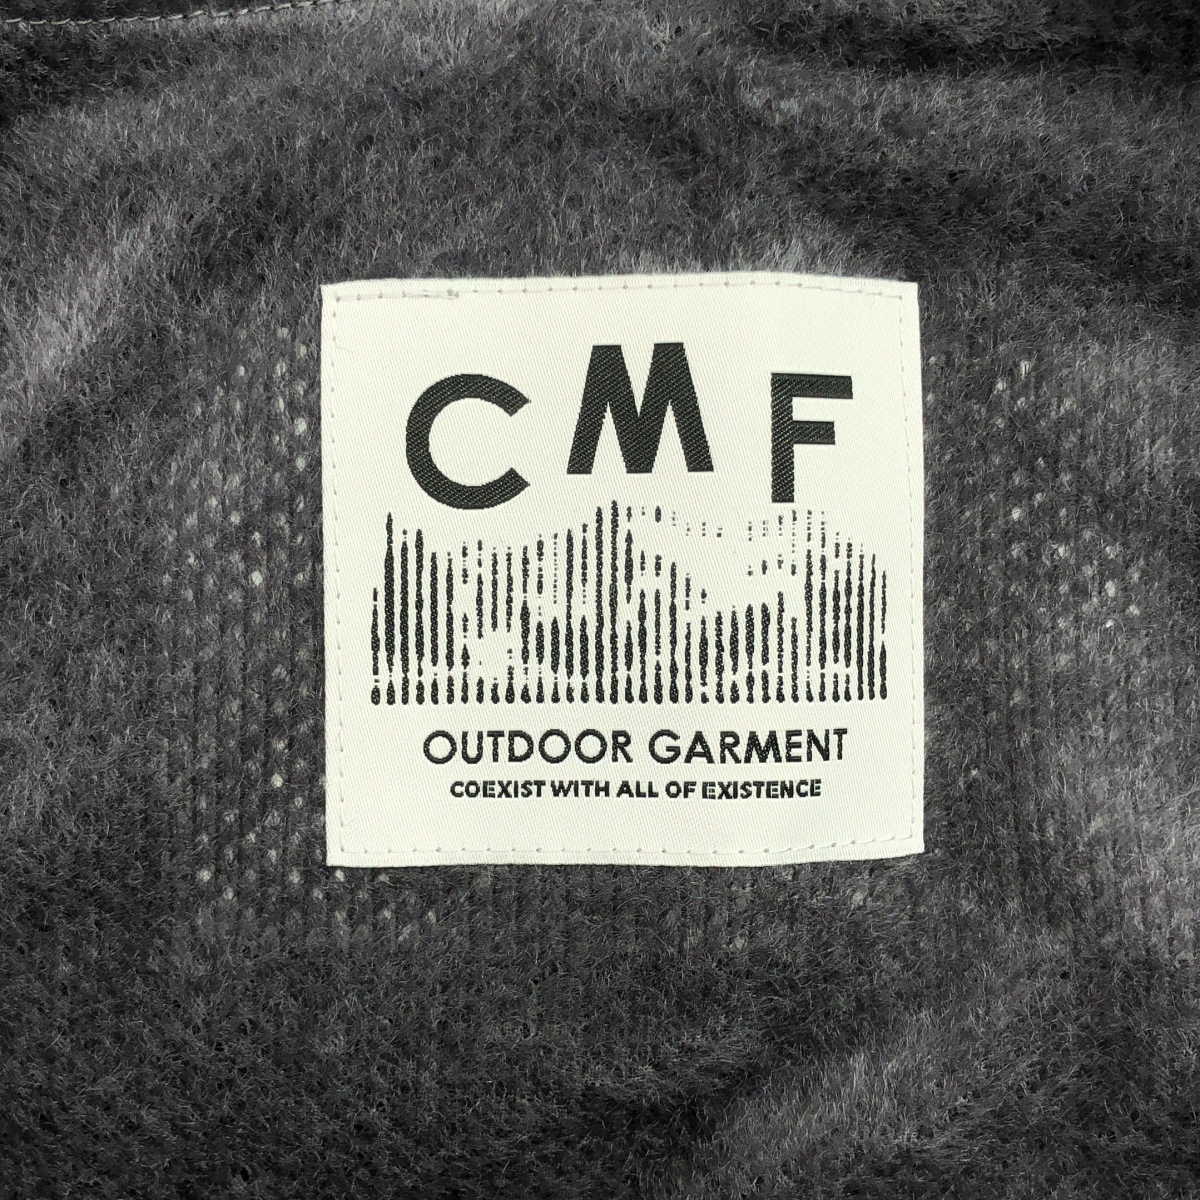 CMF
OUTDOOR GARMENT
COEXIST WITH ALL OF EXISTENCE